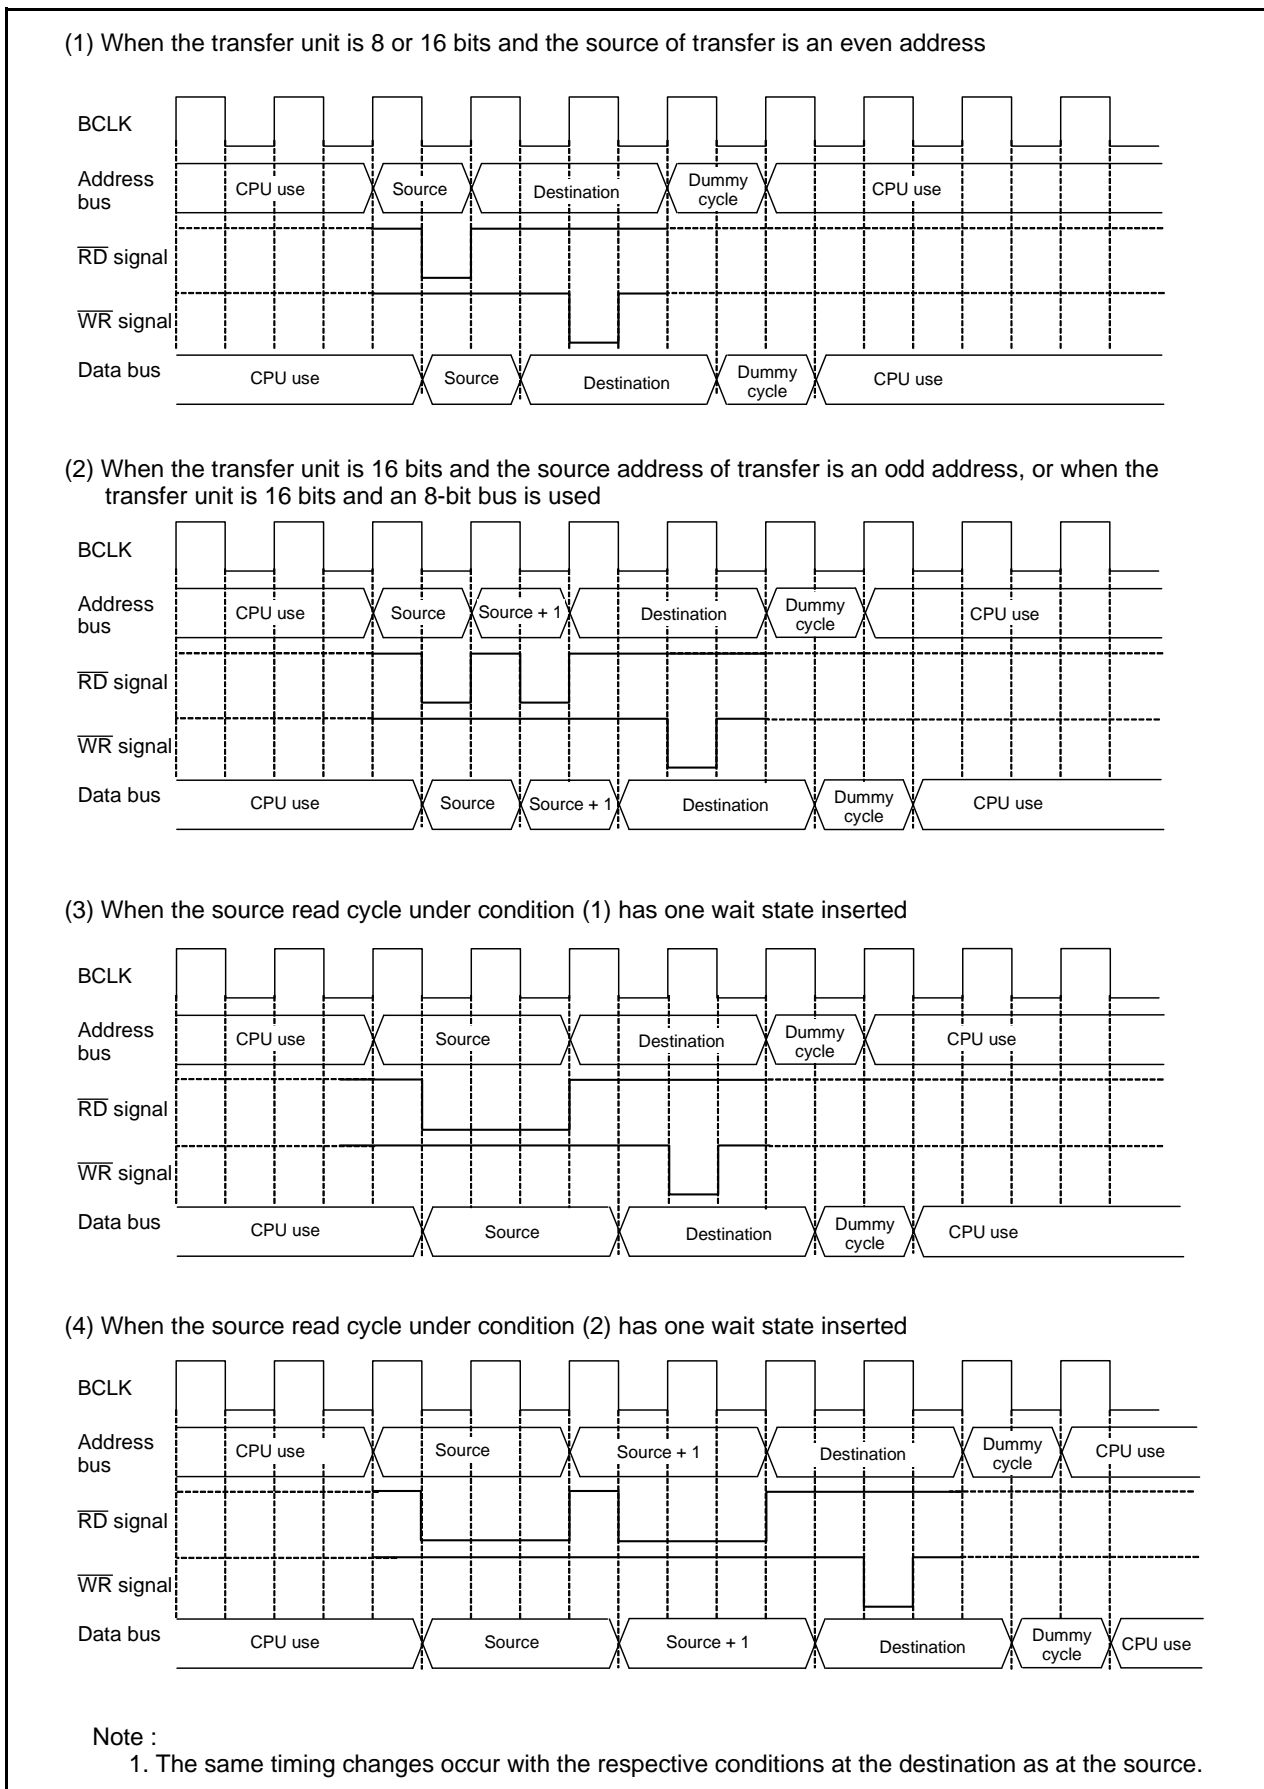 (1) When the transfer unit is 8 or 16 bits and the source of transfer is an even address
BCLK
Address bus
CPU use
Source
Destination
Dummy cycle
CPU use
RD signal
WR signal
Data bus
CPU use
Source
Destination
Dummy cycle
CPU use
(2) When the transfer unit is 16 bits and the source address of transfer is an odd address, or when the
transfer unit is 16 bits and an 8-bit bus is used
BCLK
Address bus
CPU use
Source
Source + 1
Destination
Dummy cycle
CPU use
RD signal
WR signal
Data bus
CPU use
Source
Source + 1
Destination
Dummy cycle
CPU use
(3) When the source read cycle under condition (1) has one wait state inserted
BCLK
Address bus
CPU use
Source
Destination
Dummy cycle
CPU use
RD signal
WR signal
Data bus
CPU use
Source
Destination
Dummy cycle
CPU use
(4) When the source read cycle under condition (2) has one wait state inserted
BCLK
Address bus
CPU use
Source
Source + 1
Destination
Dummy cycle
CPU use
RD signal
WR signal
Data bus
CPU use
Source
Source + 1
Destination
Dummy cycle
CPU use
Note :
1. The same timing changes occur with the respective conditions at the destination as at the source.